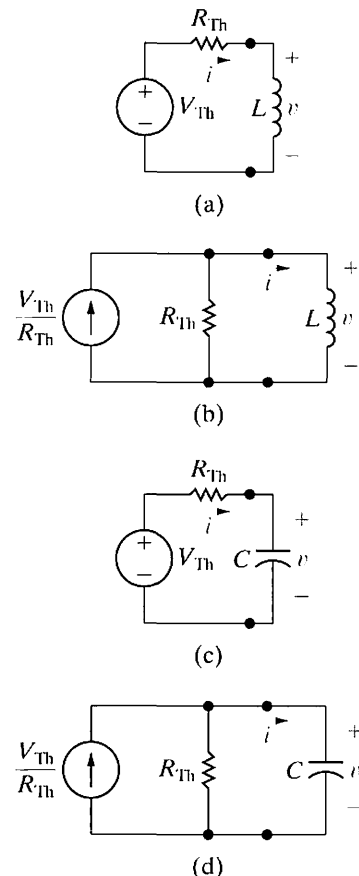 R_Th
i
+
+
−
V_Th
L
v
−
(a)
i
+
V_Th
R_Th
R_Th
L
v
−
(b)
R_Th
i
+
+
−
V_Th
C
v
−
(c)
i
+
V_Th
R_Th
R_Th
C
v
−
(d)